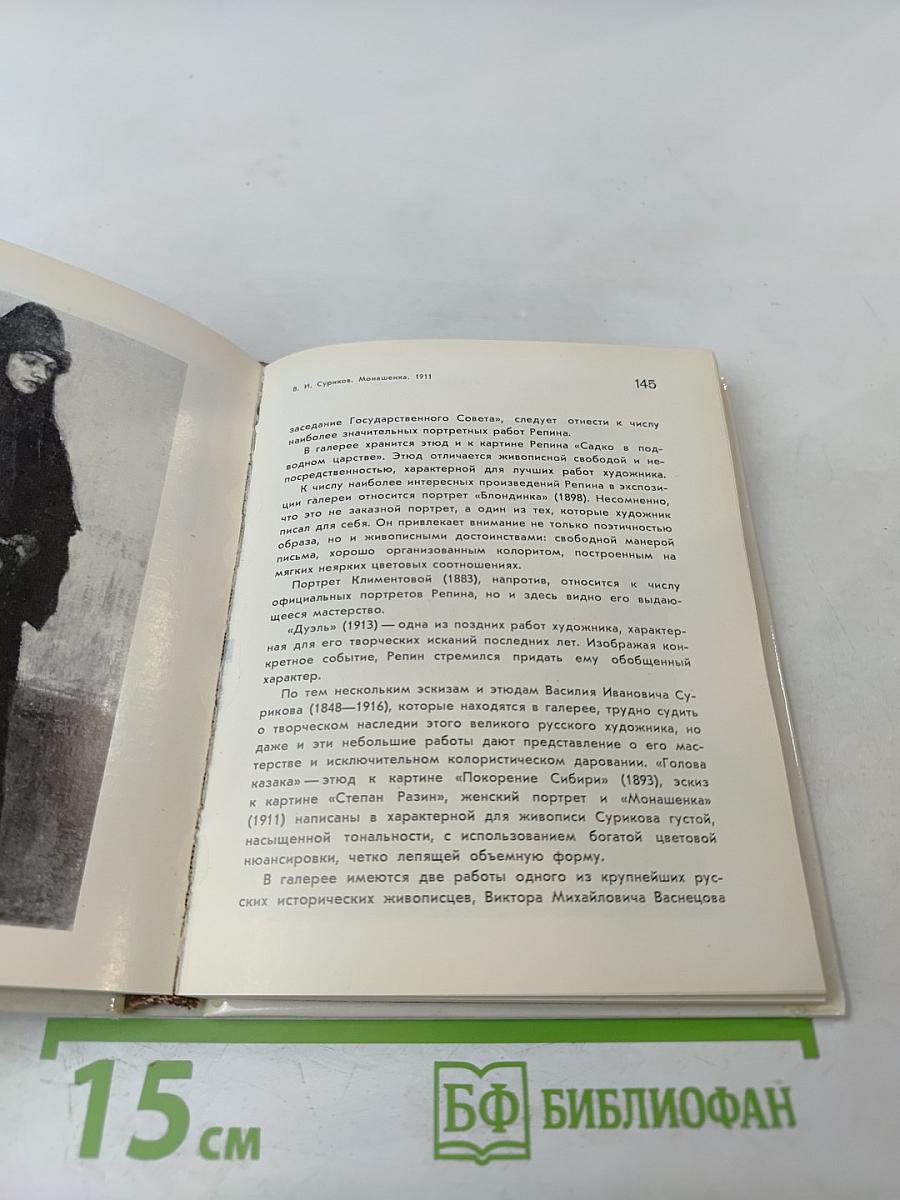 В. И. Суриков. Монашенка. 1911
145
заседание Государственного Совета», следует отнести к числу
наиболее значительных портретных работ Репина.
В галерее хранится этюд и к картине Репина «Садко в под-
водном царстве». Этюд отличается живописной свободой и не-
посредственностью, характерной для лучших работ художника.
К числу наиболее интересных произведений Репина в экспози-
ции галереи относится портрет «Блондинка» (1898). Несомненно,
что это не заказной портрет, а один из тех, которые художник
писал для себя. Он привлекает внимание не только поэтичностью
образа, но и живописными достоинствами: свободной манерой
письма, хорошо организованным колоритом, построенным на
мягких неярких цветовых соотношениях.
Портрет Климентовой (1883), напротив, относится к числу
официальных портретов Репина, но и здесь видно его выдаю-
щееся мастерство.
«Дуэль» (1913) — одна из поздних работ художника, характер-
ная для его творческих исканий последних лет. Изображая кон-
кретное событие, Репин стремился придать ему обобщенный
характер.
По тем нескольким эскизам и этюдам Василия Ивановича Су-
рикова (1848—1916), которые находятся в галерее, трудно судить
о творческом наследии этого великого русского художника, но
даже и эти небольшие работы дают представление о его мас-
терстве и исключительном колористическом даровании. «Голова
казака» — этюд к картине «Покорение Сибири» (1893), эскиз
к картине «Степан Разин», женский портрет и «Монашенка»
(1911) написаны в характерной для живописи Сурикова густой,
насыщенной тональности, с использованием богатой цветовой
нюансировки, четко лепящей объемную форму.
В галерее имеются две работы одного из крупнейших рус-
ских исторических живописцев, Виктора Михайловича Васнецова
15 см
БФ БИБЛИОФАН